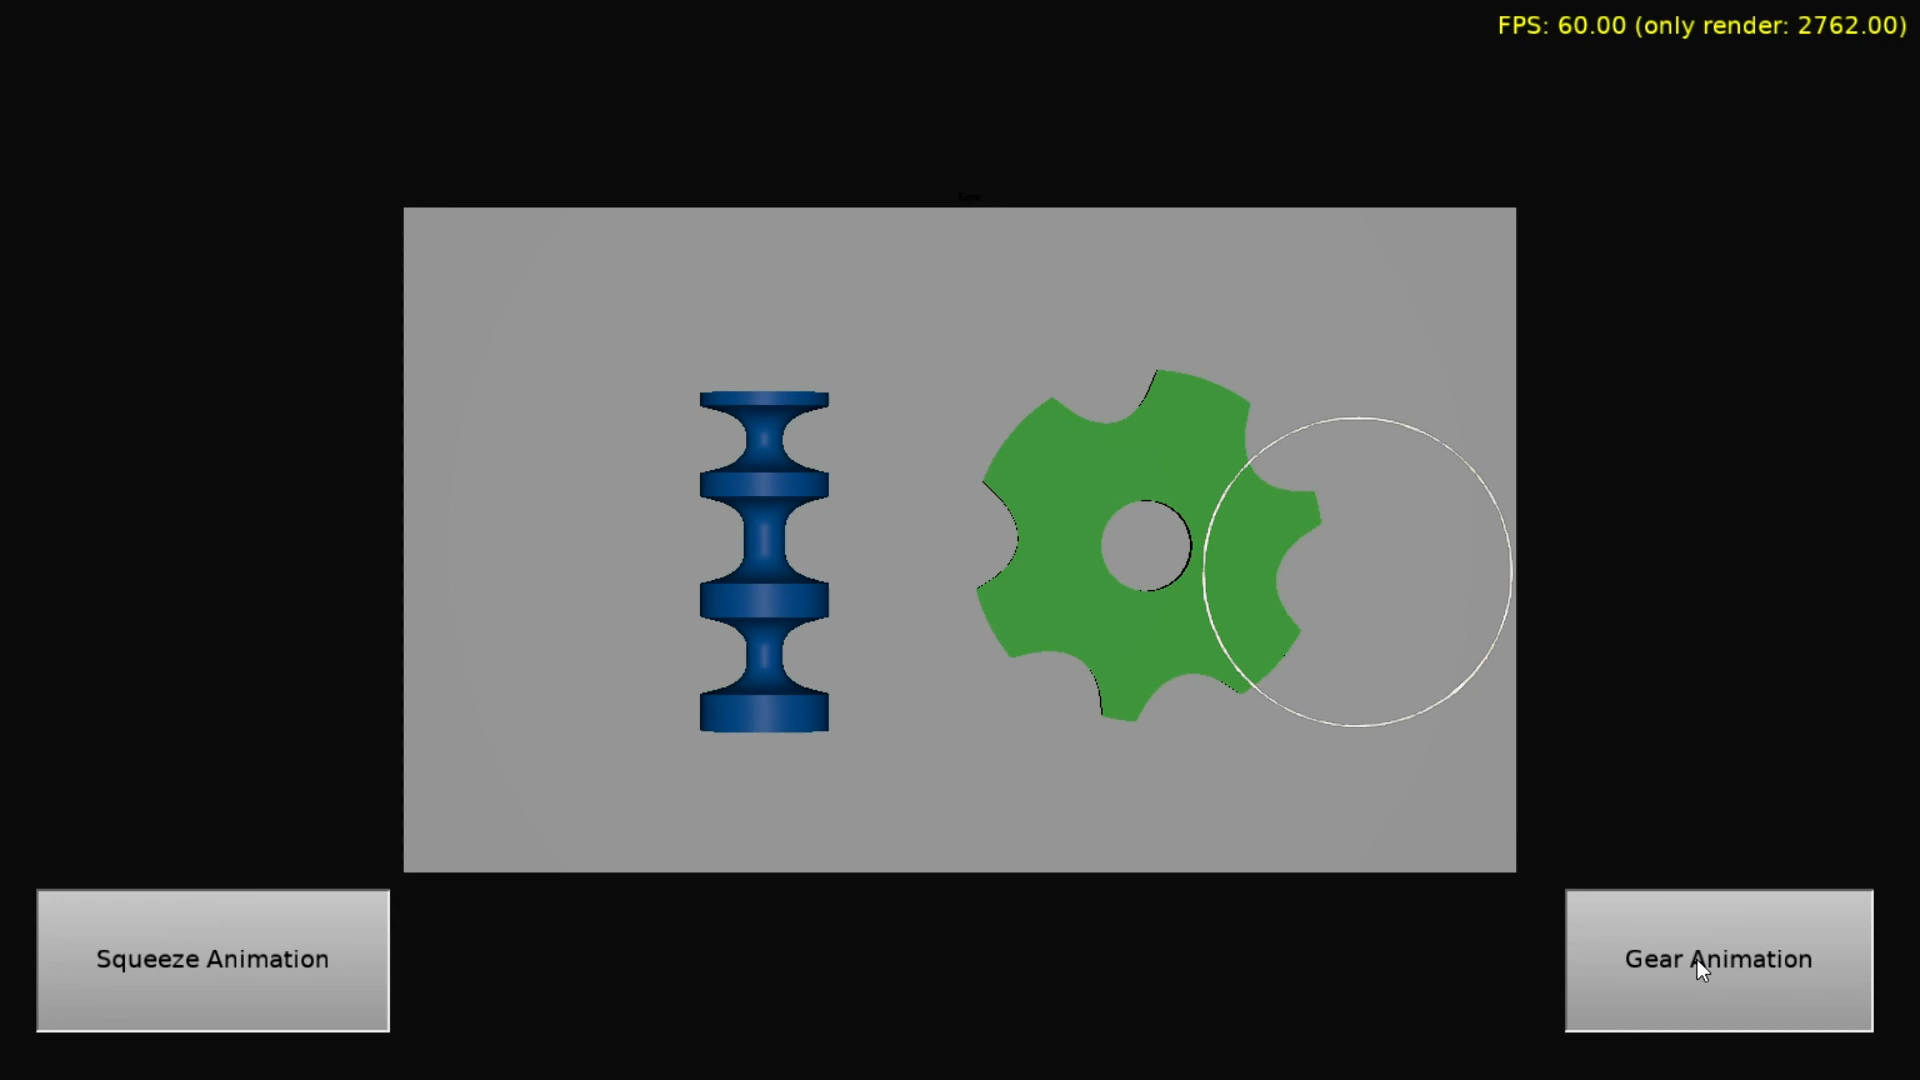 FPS: 60.00 (only render: 2762.00)
Squeeze Animation
Gear Animation